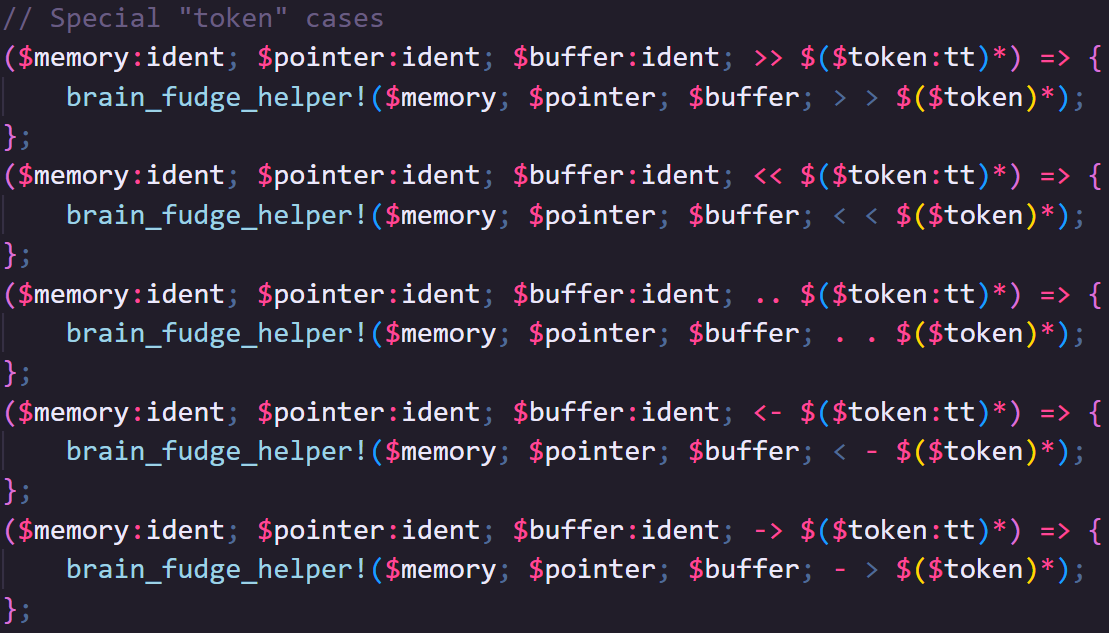 // Special "token" cases
($memory:ident; $pointer:ident; $buffer:ident; >> $($token:tt)*) => {
    brain_fudge_helper!($memory; $pointer; $buffer; > > $($token)*);
};
($memory:ident; $pointer:ident; $buffer:ident; << $($token:tt)*) => {
    brain_fudge_helper!($memory; $pointer; $buffer; < < $($token)*);
};
($memory:ident; $pointer:ident; $buffer:ident; .. $($token:tt)*) => {
    brain_fudge_helper!($memory; $pointer; $buffer; . . $($token)*);
};
($memory:ident; $pointer:ident; $buffer:ident; <- $($token:tt)*) => {
    brain_fudge_helper!($memory; $pointer; $buffer; < - $($token)*);
};
($memory:ident; $pointer:ident; $buffer:ident; -> $($token:tt)*) => {
    brain_fudge_helper!($memory; $pointer; $buffer; - > $($token)*);
};